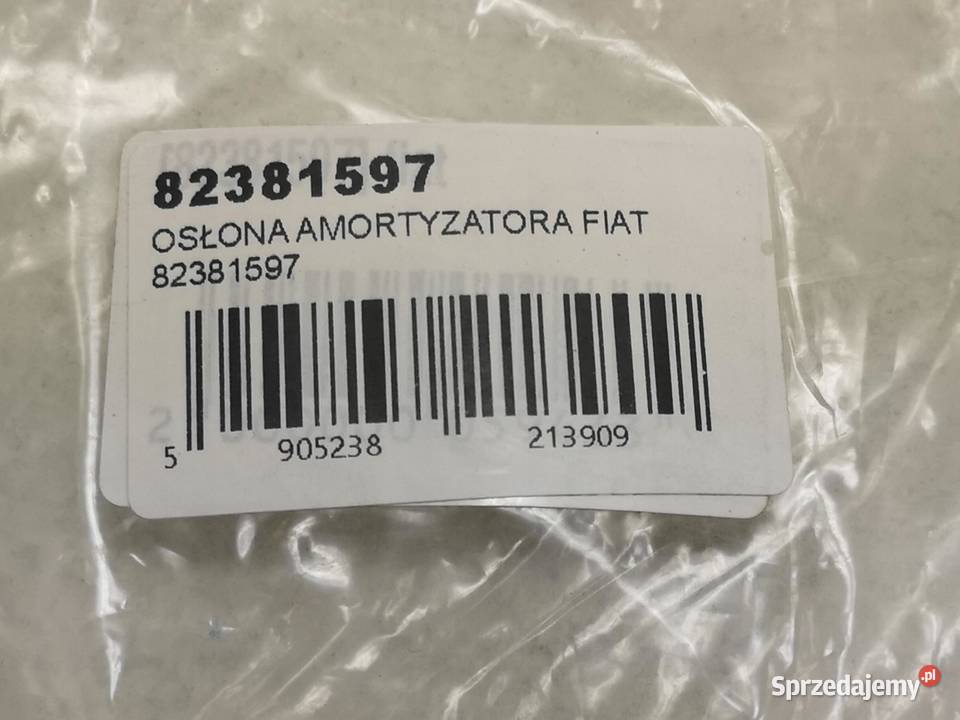 82381597
OSŁONA AMORTYZATORA FIAT
82381597
5 905238 213909
Sprzedajemy.pl